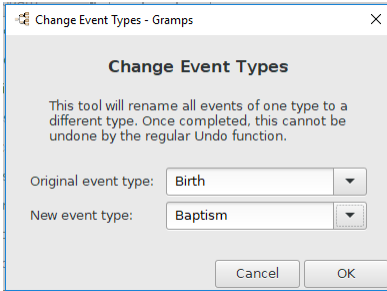 Change Event Types - Gramps
Change Event Types
This tool will rename all events of one type to a
different type. Once completed, this cannot be
undone by the regular Undo function.
Original event type: Birth
New event type: Baptism
Cancel OK